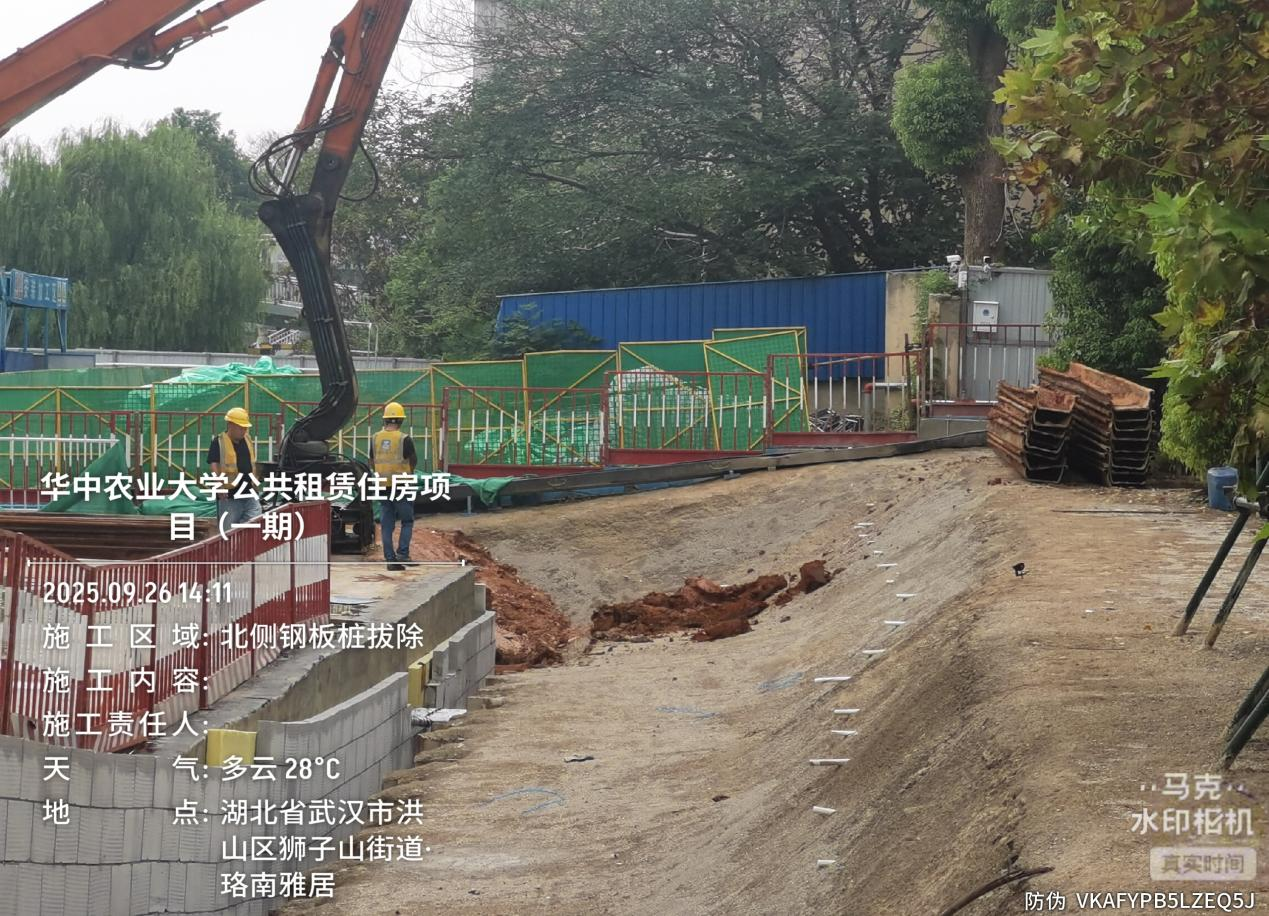 华中农业大学公共租赁住房项
目（一期）
2025.09.26 14:11
施工区域: 北侧钢板桩拔除
施工内容:
施工责任人:
天气: 多云 28°C
地点: 湖北省武汉市洪
山区狮子山街道·
珞南雅居
马克
水印相机
真实时间
防伪 VKAFYPB5LZEQ5J